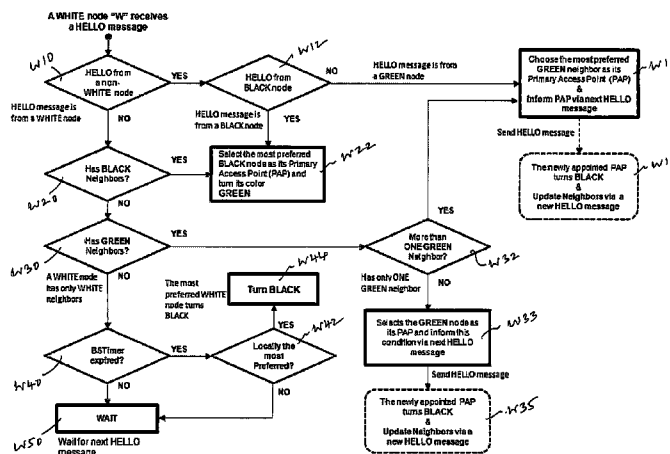 A WHITE node "W" receives
a HELLO message
W10
HELLO from a
non-
WHITE node
YES
W12
HELLO from
BLACK node
NO
HELLO message is from
a GREEN node
Choose the most preferred
GREEN neighbor as its
Primary Access Point (PAP)
&
Inform PAP via next HELLO
message
W1
HELLO message is
from a WHITE node
NO
HELLO message is
from a BLACK node
YES
Send HELLO message
Has BLACK
Neighbors?
YES
W20
Select the most preferred
BLACK node as its Primary
Access Point (PAP) and
turn its color
GREEN
W22
The newly appointed PAP
turns BLACK
&
Update Neighbors via a
new HELLO message
W1
NO
Has GREEN
Neighbors?
YES
W30
YES
More than
ONE GREEN
Neighbor?
W32
A WHITE node
has only WHITE
neighbors
NO
The most
preferred WHITE
node turns
BLACK
Turn BLACK
W44
Has only ONE
GREEN neighbor
NO
YES
BSTimer
expired?
YES
W40
Locally the
most
Preferred?
W42
Selects the GREEN node as
its PAP and inform this
condition via next HELLO
message
W33
NO
NO
Send HELLO message
WAIT
W50
Wait for next HELLO
message
The newly appointed PAP
turns BLACK
&
Update Neighbors via a
new HELLO message
W35